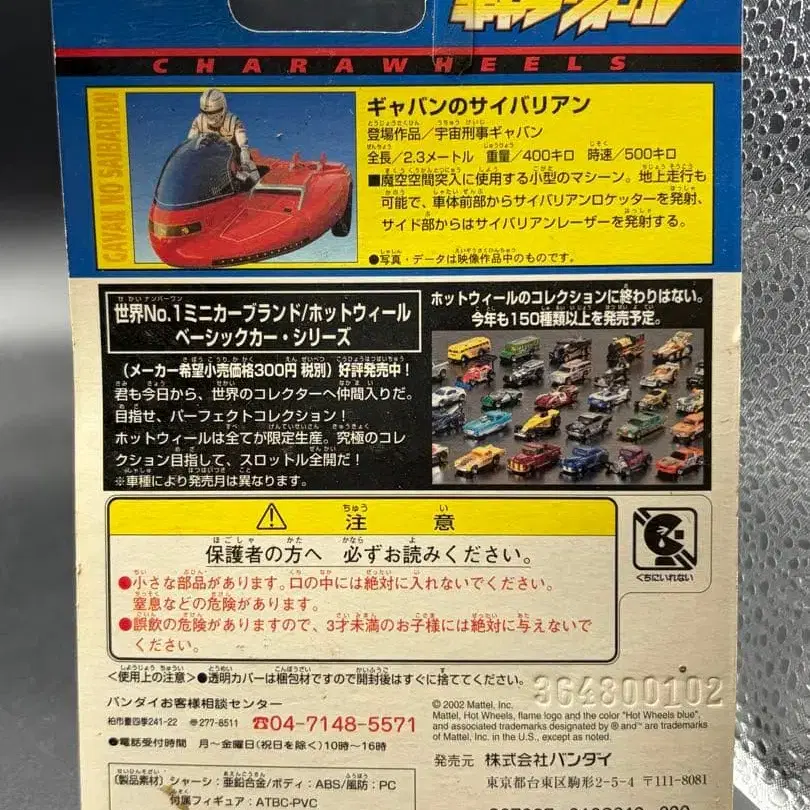 CHARAWHEELS
GAVAN NO SAIBARIAN
ギャバンのサイバリアン
登場作品/宇宙刑事ギャバン
全長/2.3メートル 重量/400キロ 時速/500キロ
■魔空空間突入に使用する小型のマシーン。地上走行も
可能で、車体前部からサイバリアンロケッターを発射、
サイド部からはサイバリアンレーザーを発射する。
●写真・データは映像作品中のものです。
世界No.1ミニカーブランド/ホットウィール
ベーシックカー・シリーズ
(メーカー希望小売価格300円 税別) 好評発売中!
君も今日から、世界のコレクターへ仲間入りだ。
目指せ、パーフェクトコレクション!
ホットウィールは全てが限定生産。究極のコレ
クション目指して、スロットル全開だ!
※車種により発売月は異なります。
ホットウィールのコレクションに終わりはない。
今年も150種類以上を発売予定。
⚠ 注意
保護者の方へ 必ずお読みください。
●小さな部品があります。口の中には絶対に入れないでください。
窒息などの危険があります。
●誤飲の危険がありますので、3才未満のお子様には絶対に与えないで
ください。
くちにいれない
<使用上の注意>●透明カバーは梱包材ですので開封後はすぐに捨ててください。
364800102
バンダイお客様相談センター
柏市豊四季241-22 〒277-8511 ☎04-7148-5571
●電話受付時間 月~金曜日(祝日を除く)10時~16時
© 2002 Mattel, Inc.
Mattel, Hot Wheels, flame logo and the color "Hot Wheels blue",
and associated trademarks designated by ® and ™ are trademarks
of Mattel, Inc. in the U.S., except as noted.
発売元 株式会社バンダイ
東京都台東区駒形2-5-4 〒111-8081
〔製品素材〕シャーシ:亜鉛合金/ボディ:ABS/風防:PC
付属フィギュア:ATBC-PVC